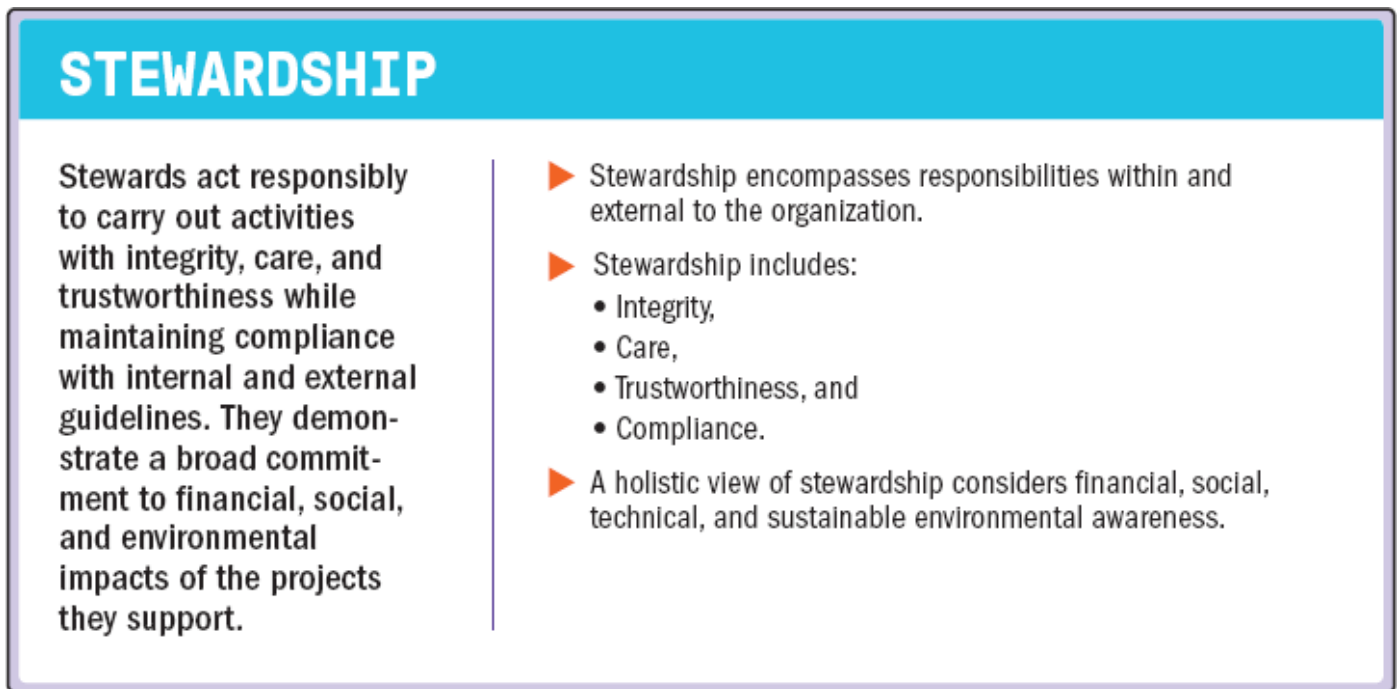 STEWARDSHIP
Stewards act responsibly
to carry out activities
with integrity, care, and
trustworthiness while
maintaining compliance
with internal and external
guidelines. They demon-
strate a broad commit-
ment to financial, social,
and environmental
impacts of the projects
they support.
▶ Stewardship encompasses responsibilities within and
external to the organization.
▶ Stewardship includes:
• Integrity,
• Care,
• Trustworthiness, and
• Compliance.
▶ A holistic view of stewardship considers financial, social,
technical, and sustainable environmental awareness.